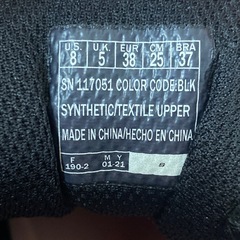 U.S. U.K. EUR CM BRA
8 5 38 25 37
SN 117051 COLOR CODE:BLK
SYNTHETIC/TEXTILE UPPER
MADE IN CHINA/HECHO EN CHINA
F M Y
190-2 01-21 S